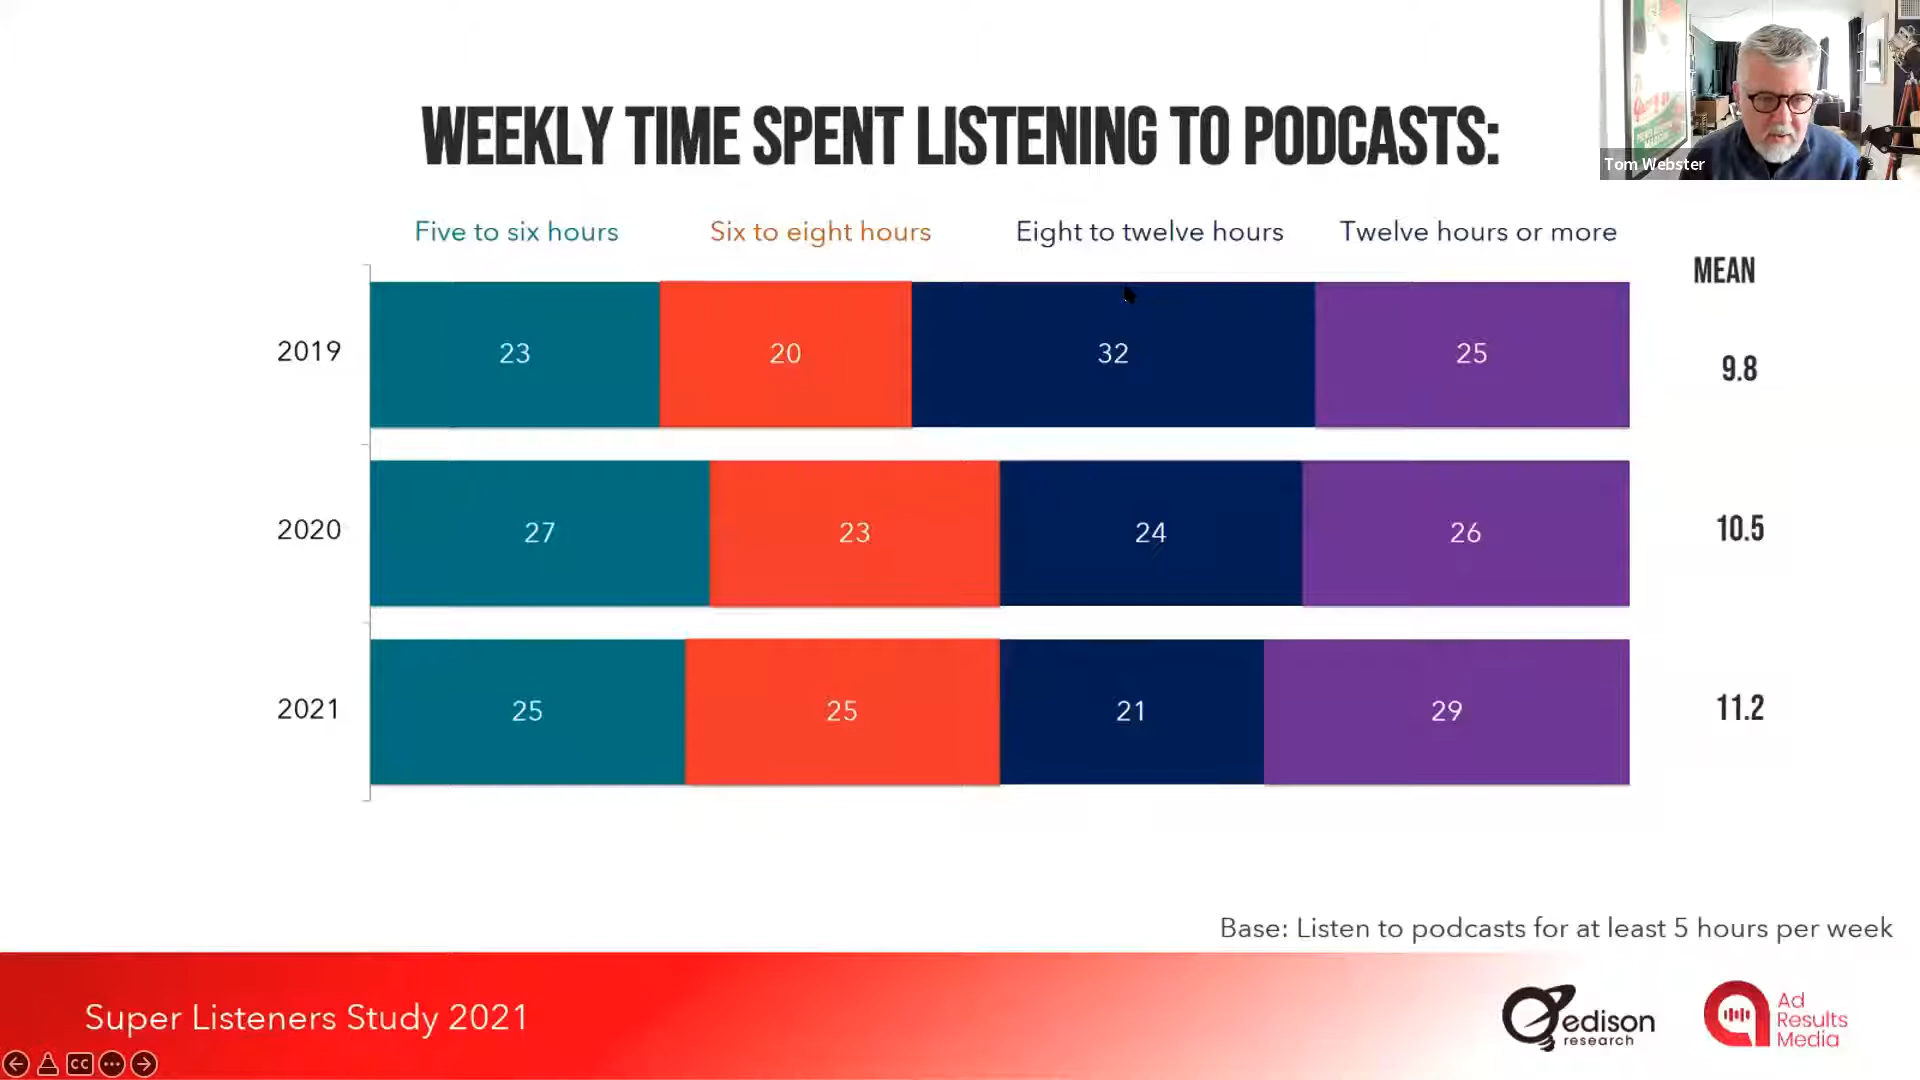 WEEKLY TIME SPENT LISTENING TO PODCASTS:
Tom Webster
Five to six hours
Six to eight hours
Eight to twelve hours
Twelve hours or more
MEAN
2019
23
20
32
25
9.8
2020
27
23
24
26
10.5
2021
25
25
21
29
11.2
Base: Listen to podcasts for at least 5 hours per week
Super Listeners Study 2021
edison
research
Ad
Results
Media
CC